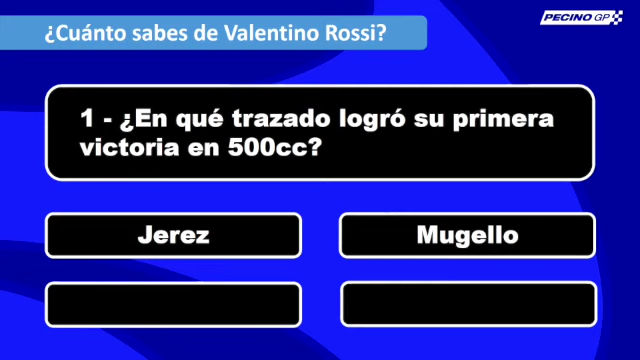 ¿Cuánto sabes de Valentino Rossi?
PECINO GP
1 - ¿En qué trazado logró su primera
victoria en 500cc?
Jerez
Mugello